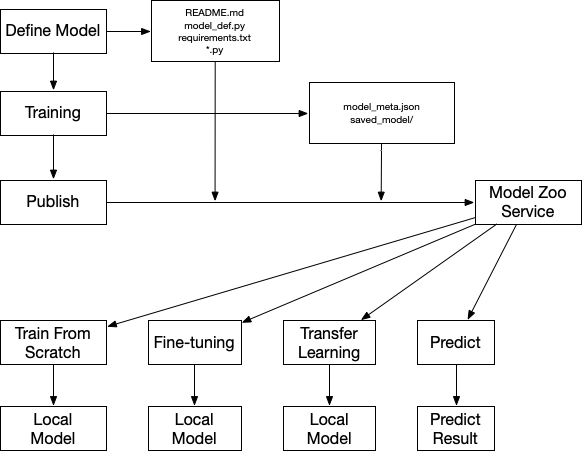 Define Model
README.md
model_def.py
requirements.txt
*.py
Training
model_meta.json
saved_model/
Publish
Model Zoo
Service
Train From
Scratch
Fine-tuning
Transfer
Learning
Predict
Local
Model
Local
Model
Local
Model
Predict
Result